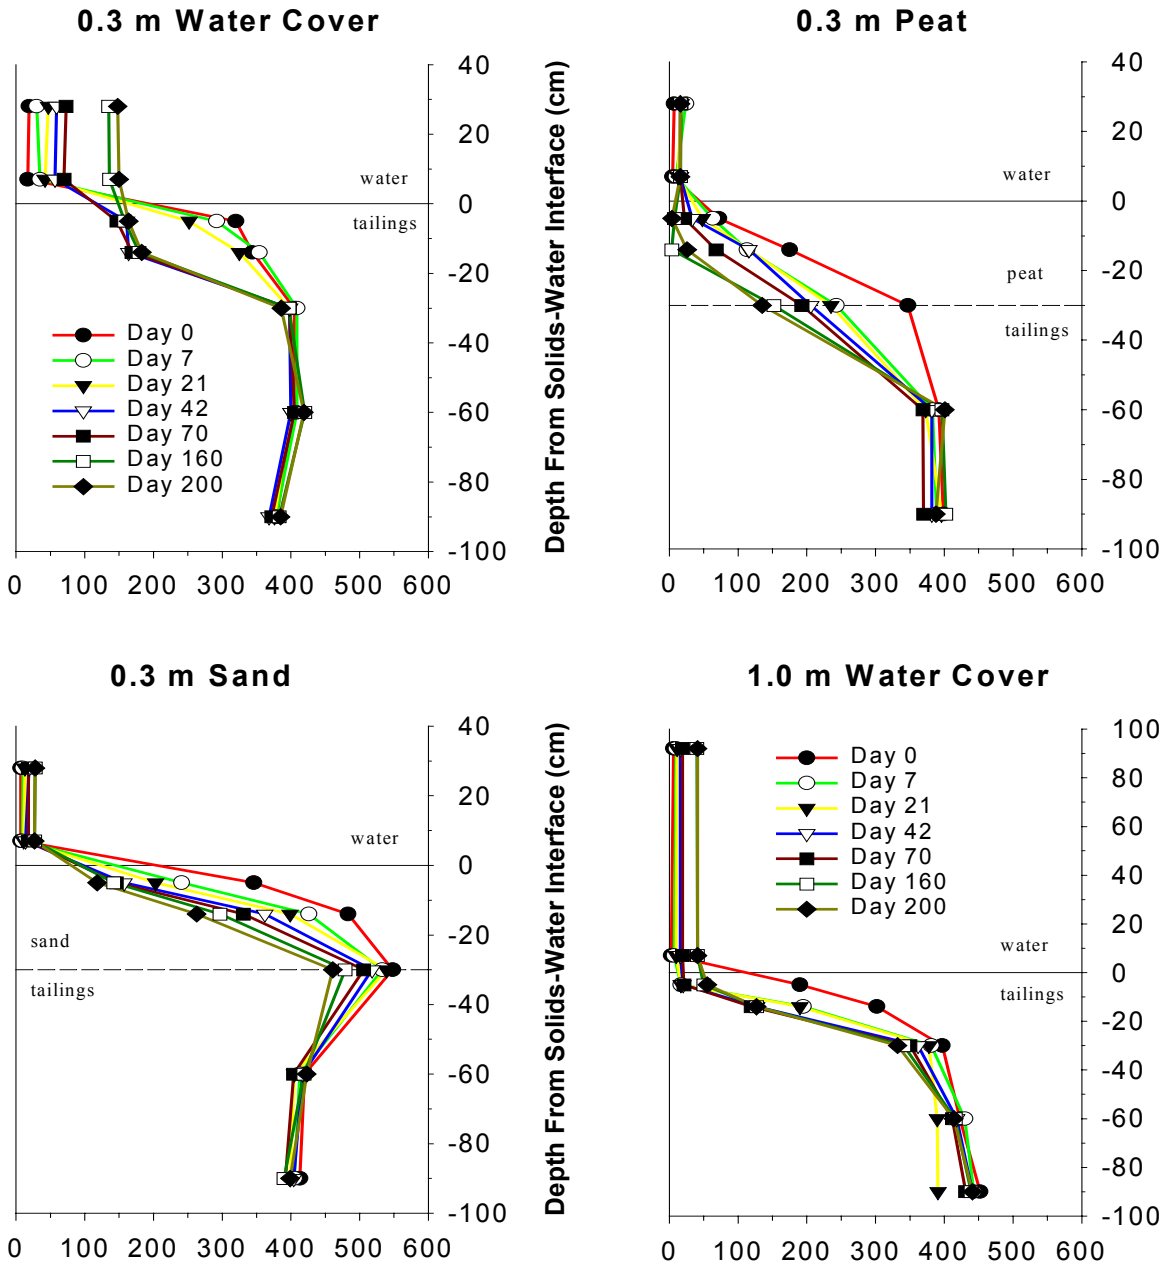 0.3 m Water Cover
40
20
0
-20
-40
-60
-80
-100
water
tailings
Day 0
Day 7
Day 21
Day 42
Day 70
Day 160
Day 200
0 100 200 300 400 500 600
Depth From Solids-Water Interface (cm)
0.3 m Peat
40
20
0
-20
-40
-60
-80
-100
water
peat
tailings
0 100 200 300 400 500 600
0.3 m Sand
40
20
0
-20
-40
-60
-80
-100
water
sand
tailings
0 100 200 300 400 500 600
Depth From Solids-Water Interface (cm)
1.0 m Water Cover
100
80
60
40
20
0
-20
-40
-60
-80
-100
Day 0
Day 7
Day 21
Day 42
Day 70
Day 160
Day 200
water
tailings
0 100 200 300 400 500 600